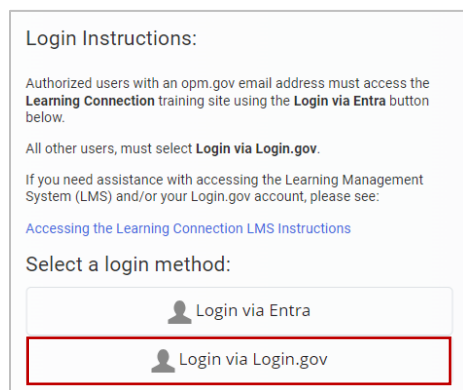 Login Instructions:
Authorized users with an opm.gov email address must access the
Learning Connection training site using the Login via Entra button
below.
All other users, must select Login via Login.gov.
If you need assistance with accessing the Learning Management
System (LMS) and/or your Login.gov account, please see:
Accessing the Learning Connection LMS Instructions
Select a login method:
Login via Entra
Login via Login.gov